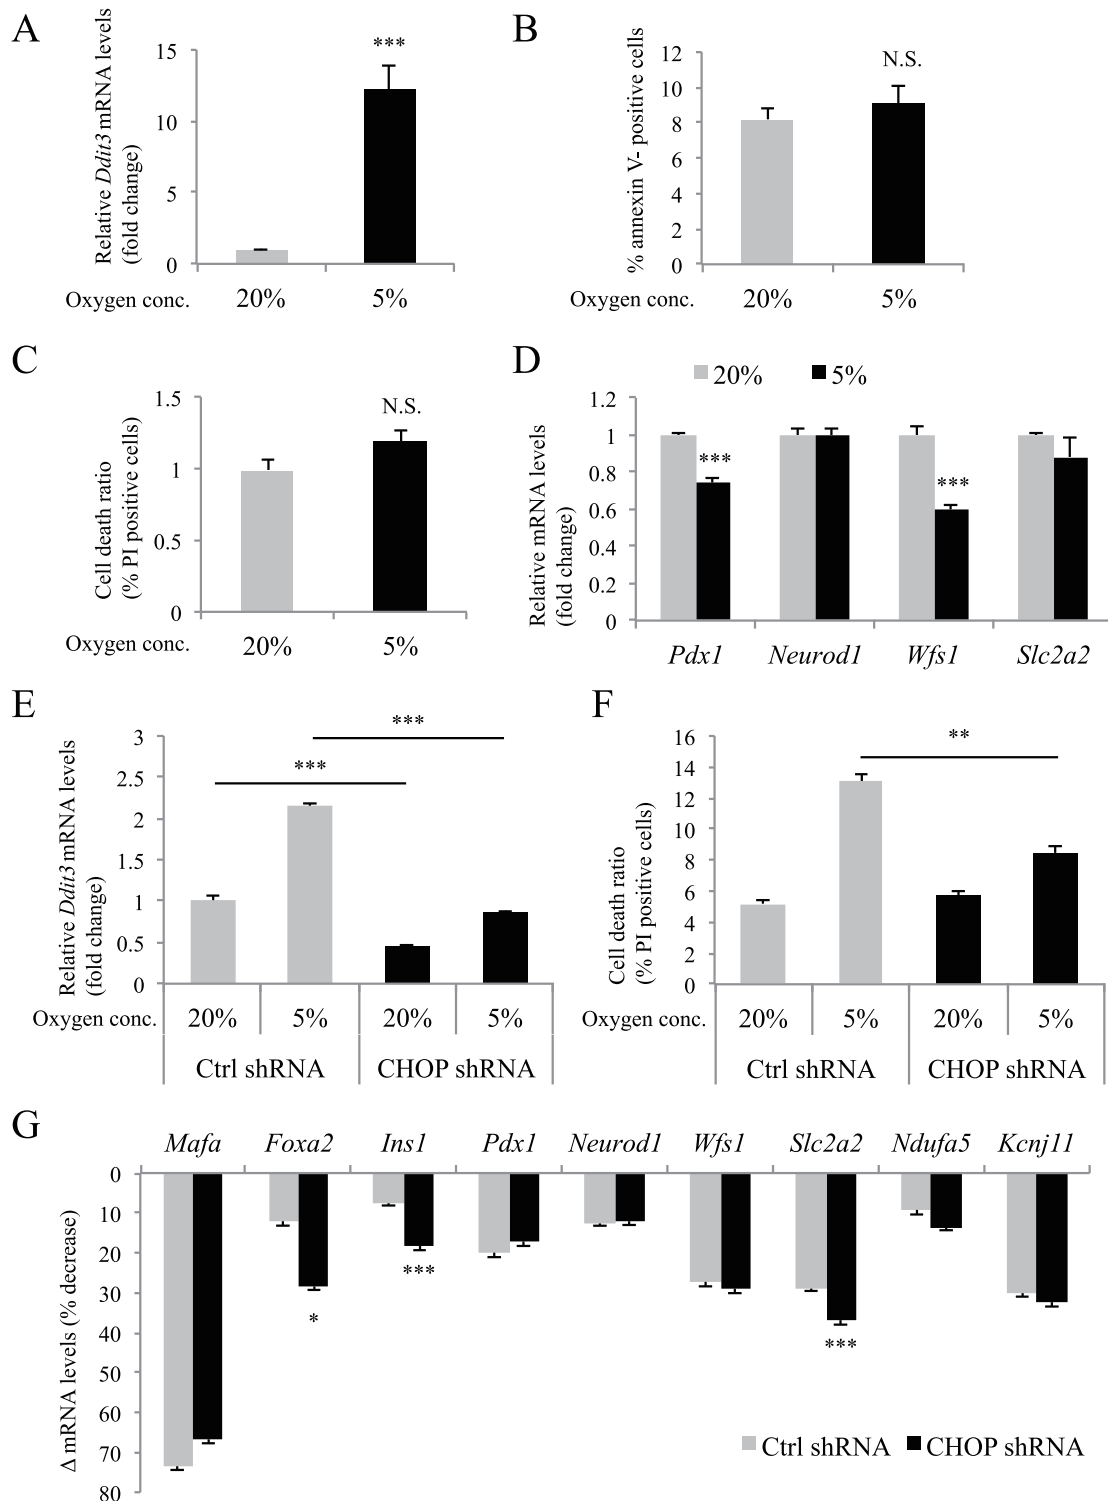 A
Relative Ddit3 mRNA levels
(fold change)
15
10
5
0
***
Oxygen conc.
20%
5%
B
% annexin V- positive cells
12
10
8
6
4
2
0
N.S.
Oxygen conc.
20%
5%
C
Cell death ratio
(% PI positive cells)
1.5
1
0.5
0
N.S.
Oxygen conc.
20%
5%
D
20%
5%
Relative mRNA levels
(fold change)
1.2
1
0.8
0.6
0.4
0.2
0
***
***
Pdx1
Neurod1
Wfs1
Slc2a2
E
Relative Ddit3 mRNA levels
(fold change)
3
2.5
2
1.5
1
0.5
0
***
***
Oxygen conc.
20%
5%
20%
5%
Ctrl shRNA
CHOP shRNA
F
Cell death ratio
(% PI positive cells)
16
14
12
10
8
6
4
2
0
**
Oxygen conc.
20%
5%
20%
5%
Ctrl shRNA
CHOP shRNA
G
Mafa
Foxa2
Ins1
Pdx1
Neurod1
Wfs1
Slc2a2
Ndufa5
Kcnj11
Δ mRNA levels (% decrease)
0
10
20
30
40
50
60
70
80
*
***
***
Ctrl shRNA
CHOP shRNA